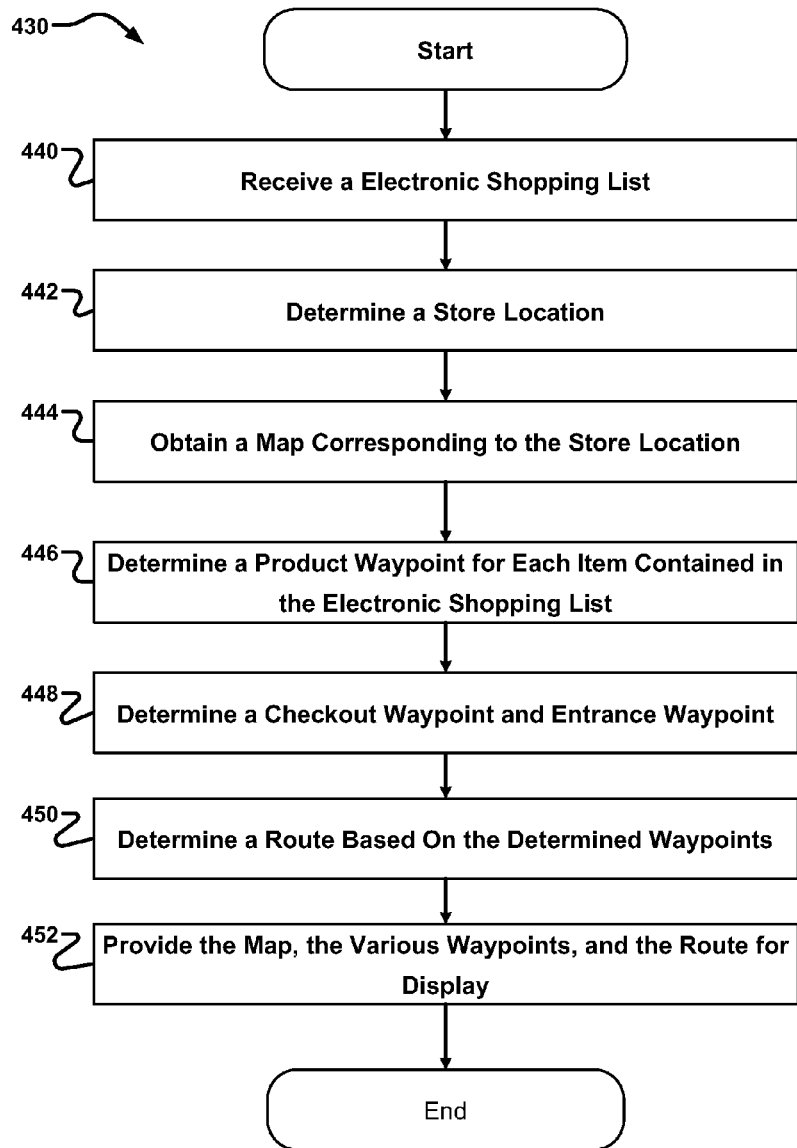 430
Start
440
Receive a Electronic Shopping List
442
Determine a Store Location
444
Obtain a Map Corresponding to the Store Location
446
Determine a Product Waypoint for Each Item Contained in
the Electronic Shopping List
448
Determine a Checkout Waypoint and Entrance Waypoint
450
Determine a Route Based On the Determined Waypoints
452
Provide the Map, the Various Waypoints, and the Route for
Display
End